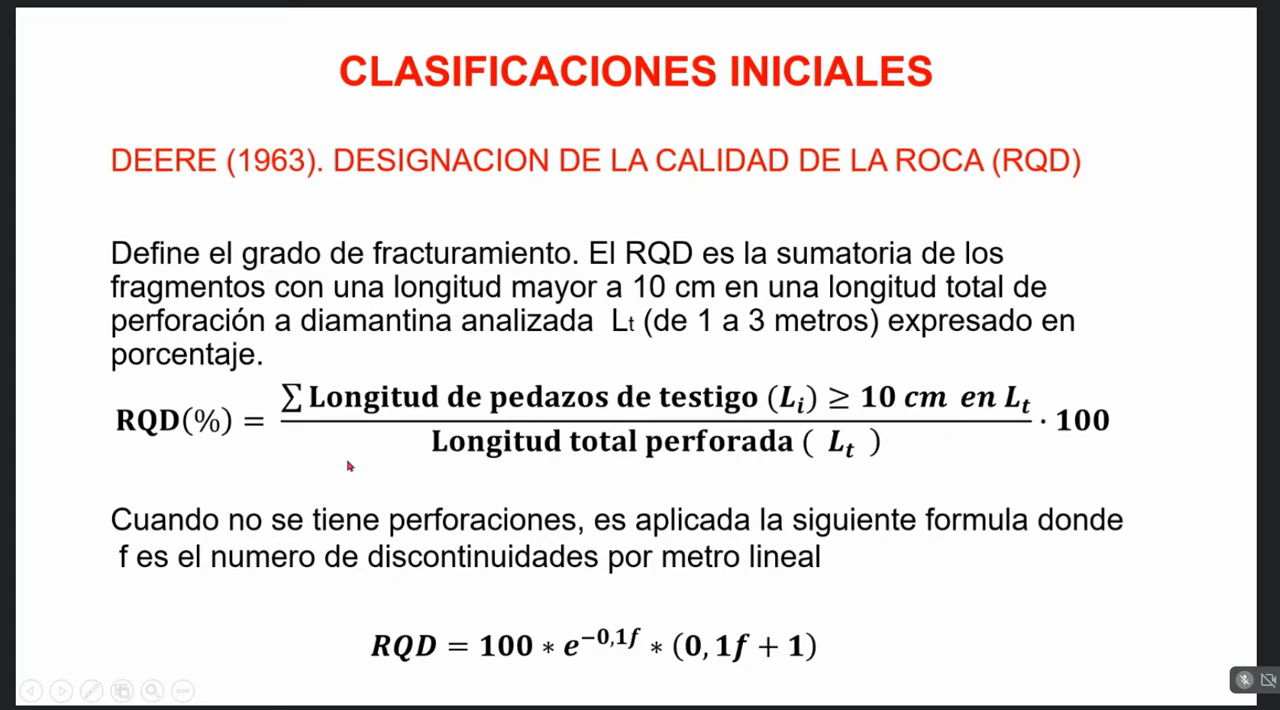 CLASIFICACIONES INICIALES
DEERE (1963). DESIGNACION DE LA CALIDAD DE LA ROCA (RQD)
Define el grado de fracturamiento. El RQD es la sumatoria de los
fragmentos con una longitud mayor a 10 cm en una longitud total de
perforación a diamantina analizada Lt (de 1 a 3 metros) expresado en
porcentaje.
RQD(%) = ∑ Longitud de pedazos de testigo (Lᵢ) ≥ 10 cm en Lₜ / Longitud total perforada ( Lₜ ) · 100
Cuando no se tiene perforaciones, es aplicada la siguiente formula donde
f es el numero de discontinuidades por metro lineal
RQD = 100 * e^−0,1f * (0, 1f + 1)